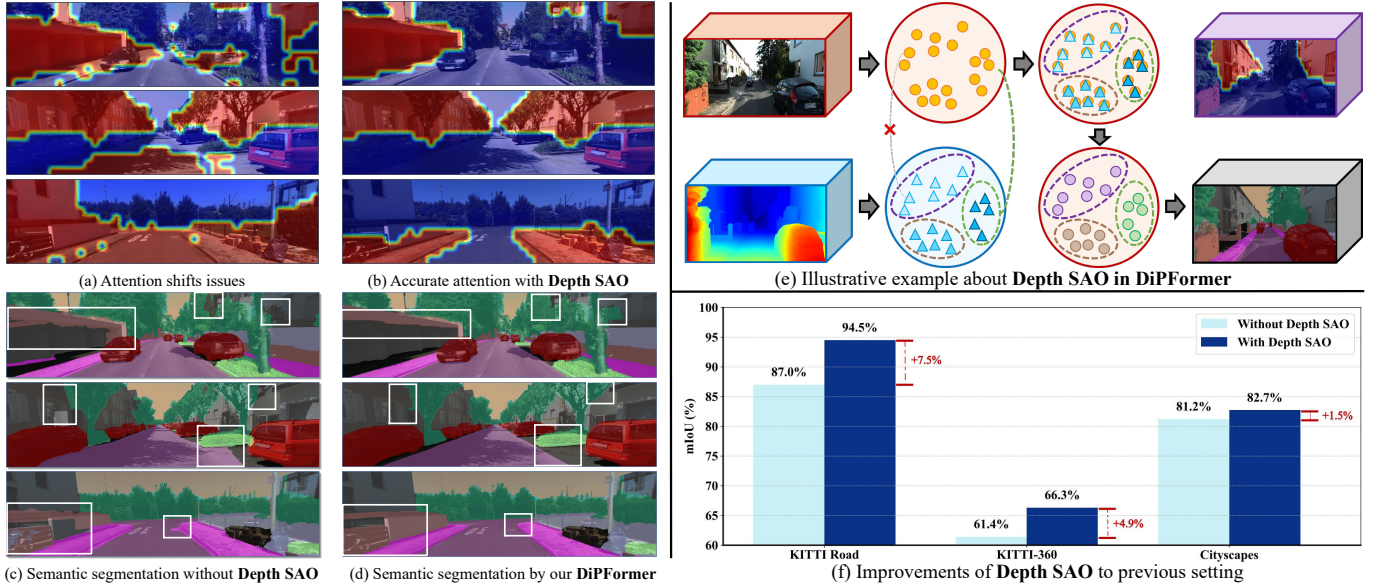 (a) Attention shifts issues
(b) Accurate attention with Depth SAO
(c) Semantic segmentation without Depth SAO
(d) Semantic segmentation by our DiPFormer
(e) Illustrative example about Depth SAO in DiPFormer
100
95
90
85
80
75
70
65
60
mIoU (%)
Without Depth SAO
With Depth SAO
87.0%
94.5%
+7.5%
61.4%
66.3%
+4.9%
81.2%
82.7%
+1.5%
KITTI Road
KITTI-360
Cityscapes
(f) Improvements of Depth SAO to previous setting